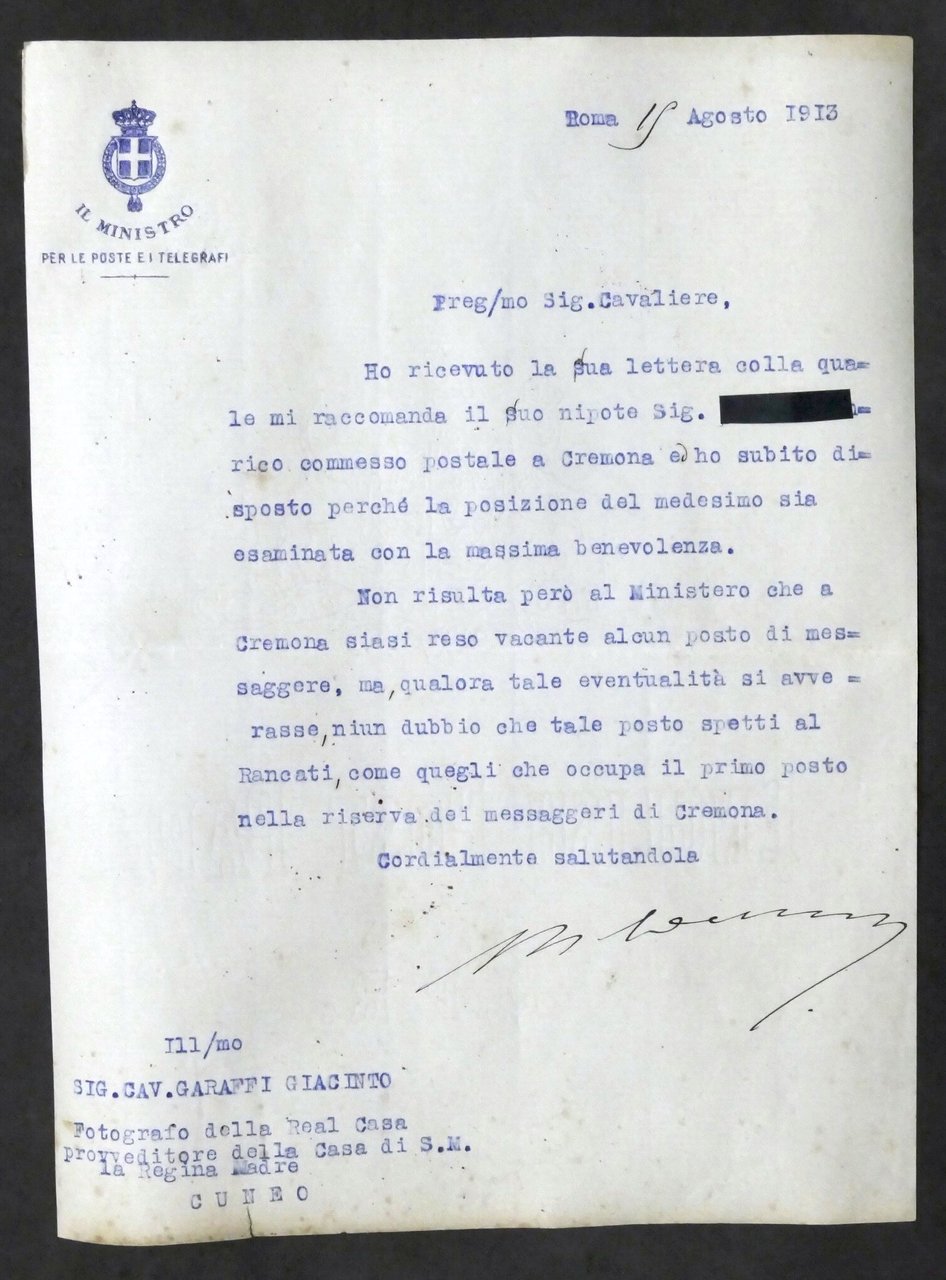 Roma 15 Agosto 1913
IL MINISTRO
PER LE POSTE E I TELEGRAFI
Preg/mo Sig.Cavaliere,
Ho ricevuto la Sua lettera colla qua=
le mi raccomanda il Suo nipote Sig.
rico commesso postale a Cremona e ho subito di=
sposto perché la posizione del medesimo sia
esaminata con la massima benevolenza.
Non risulta però al Ministero che a
Cremona siasi reso vacante alcun posto di mes=
saggere, ma,qualora tale eventualità si avve =
rasse,niun dubbio che tale posto spetti al
Rancati,come quegli che occupa il primo posto
nella riserva dei messaggeri di Cremona.
Cordialmente salutandola
Ill/mo
SIG.CAV.GARAFFI GIACINTO
Fotografo della Real Casa
provveditore della Casa di S.M.
la Regina Madre
CUNEO